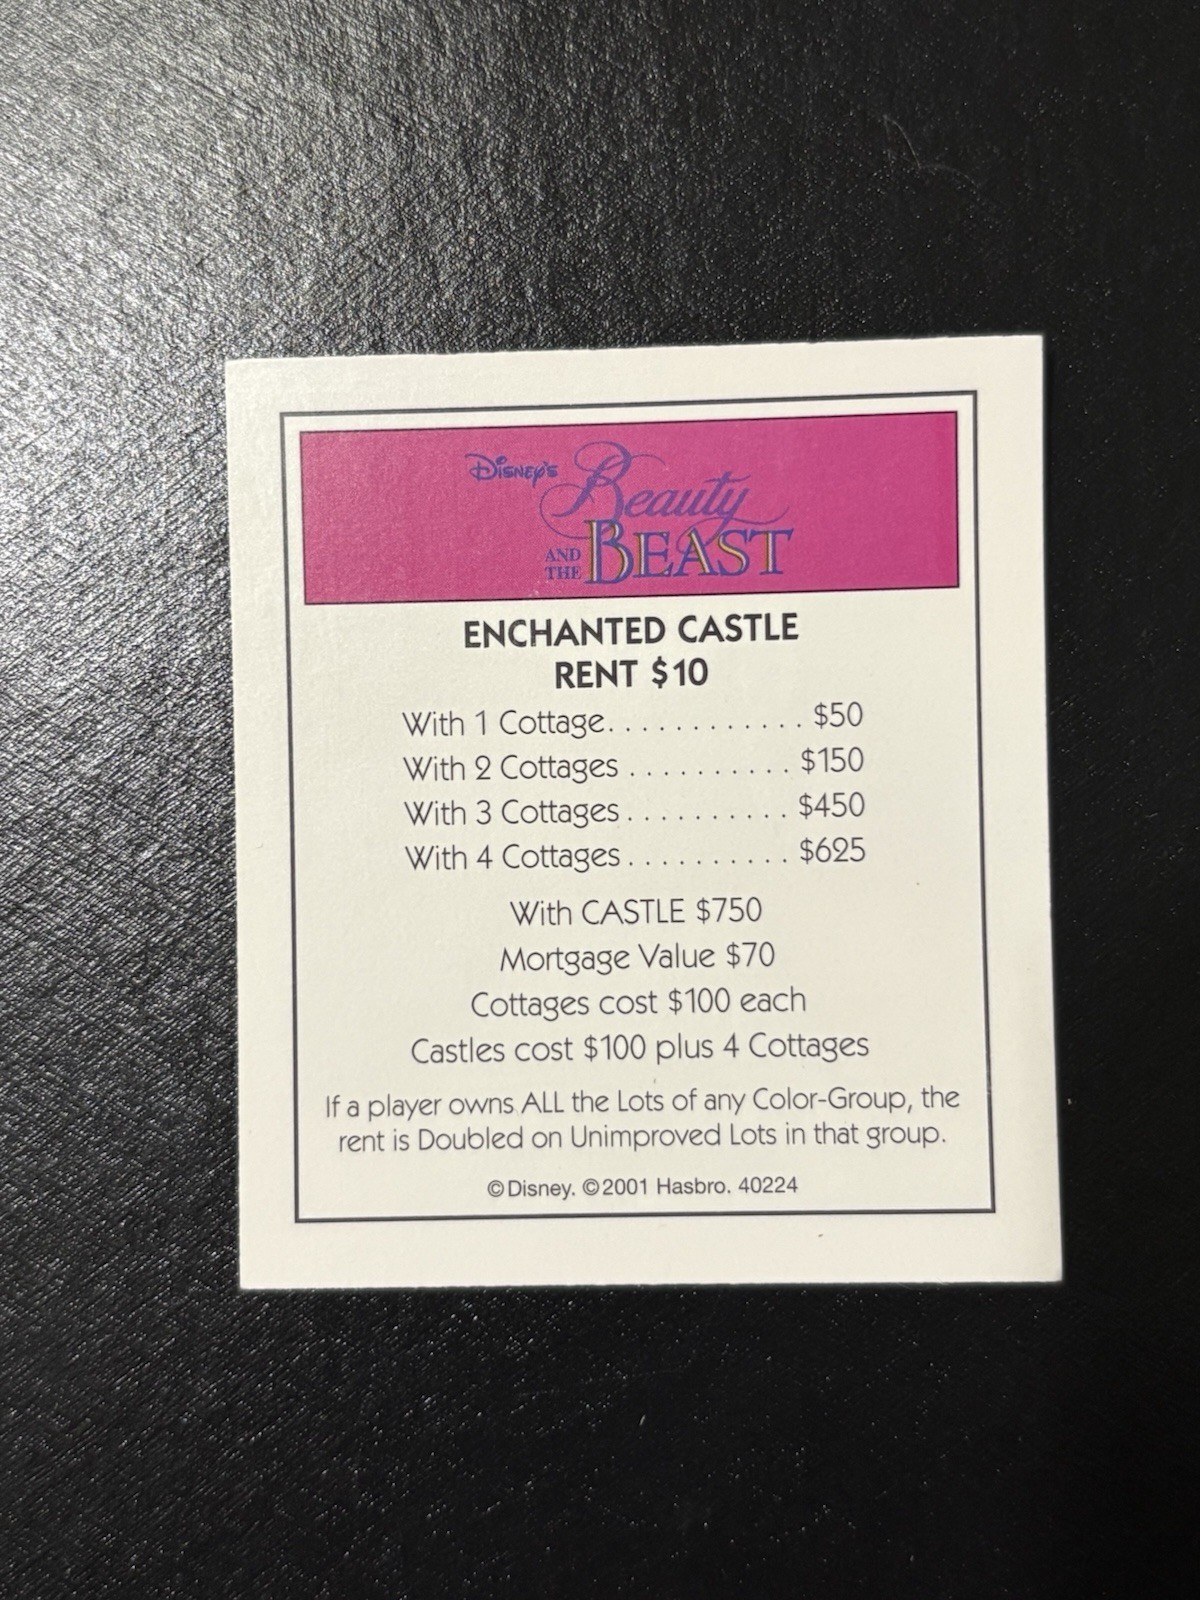 Disney's
Beauty
AND THE BEAST
ENCHANTED CASTLE
RENT $10
With 1 Cottage. . . . . . . . . . . . $50
With 2 Cottages . . . . . . . . . . $150
With 3 Cottages . . . . . . . . . . $450
With 4 Cottages . . . . . . . . . . $625
With CASTLE $750
Mortgage Value $70
Cottages cost $100 each
Castles cost $100 plus 4 Cottages
If a player owns ALL the Lots of any Color-Group, the
rent is Doubled on Unimproved Lots in that group.
©Disney. ©2001 Hasbro. 40224